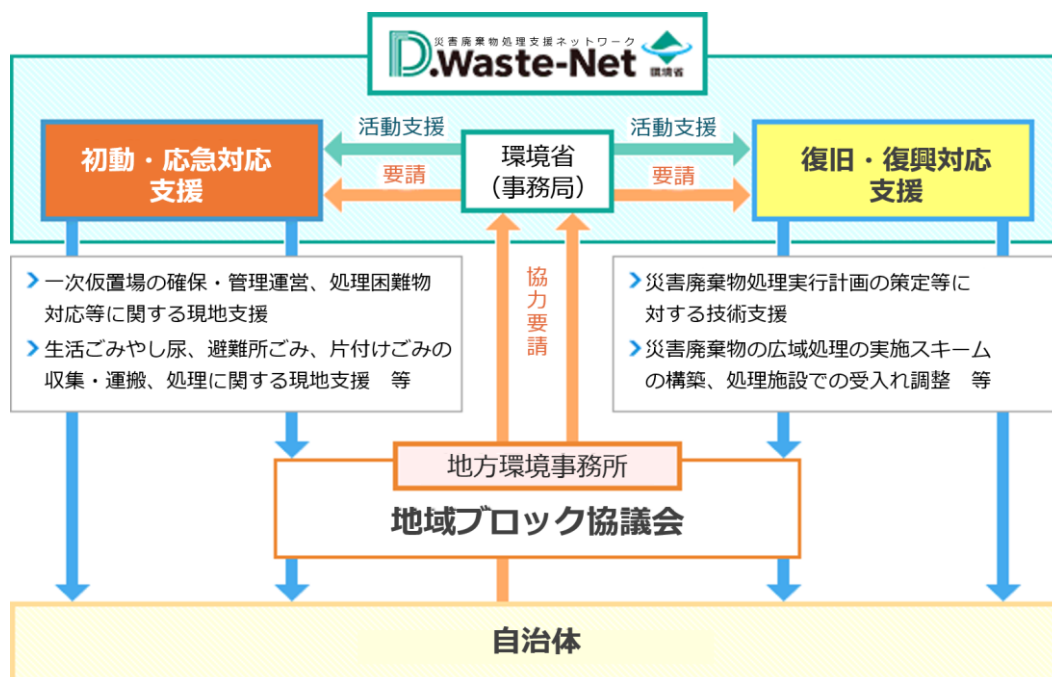 災害廃棄物処理支援ネットワーク
D.Waste-Net
環境省
初動・応急対応
支援
活動支援
要請
環境省
（事務局）
活動支援
要請
復旧・復興対応
支援
一次仮置場の確保・管理運営、処理困難物
対応等に関する現地支援
生活ごみやし尿、避難所ごみ、片付けごみの
収集・運搬、処理に関する現地支援　等
協力要請
災害廃棄物処理実行計画の策定等に
対する技術支援
災害廃棄物の広域処理の実施スキーム
の構築、処理施設での受入れ調整　等
地方環境事務所
地域ブロック協議会
自治体